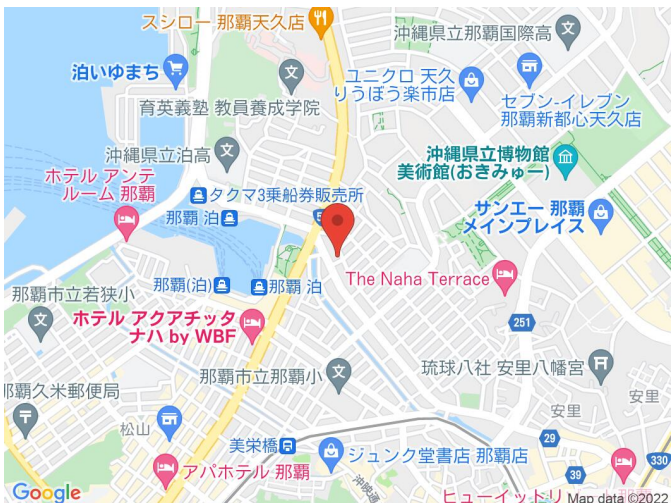 スシロー 那覇天久店
沖縄県立那覇国際高
泊いゆまち
ユニクロ 天久
りうぼう楽市店
セブン-イレブン
那覇新都心天久店
育英義塾 教員養成学院
沖縄県立泊高
沖縄県立博物館
美術館(おきみゅー)
ホテル アンテ
ルーム 那覇
タクマ3乗船券販売所
那覇 泊
サンエー 那覇
メインプレイス
The Naha Terrace
那覇市立若狭小
那覇(泊)
那覇 泊
ホテル アクアチッタ
ナハ by WBF
251
琉球八社 安里八幡宮
那覇市立那覇小
那覇久米郵便局
安里
安里
松山
美栄橋
ジュンク堂書店 那覇店
29
330
39
アパホテル 那覇
沖映通
ヒューイットリ
Google
Map data ©2022